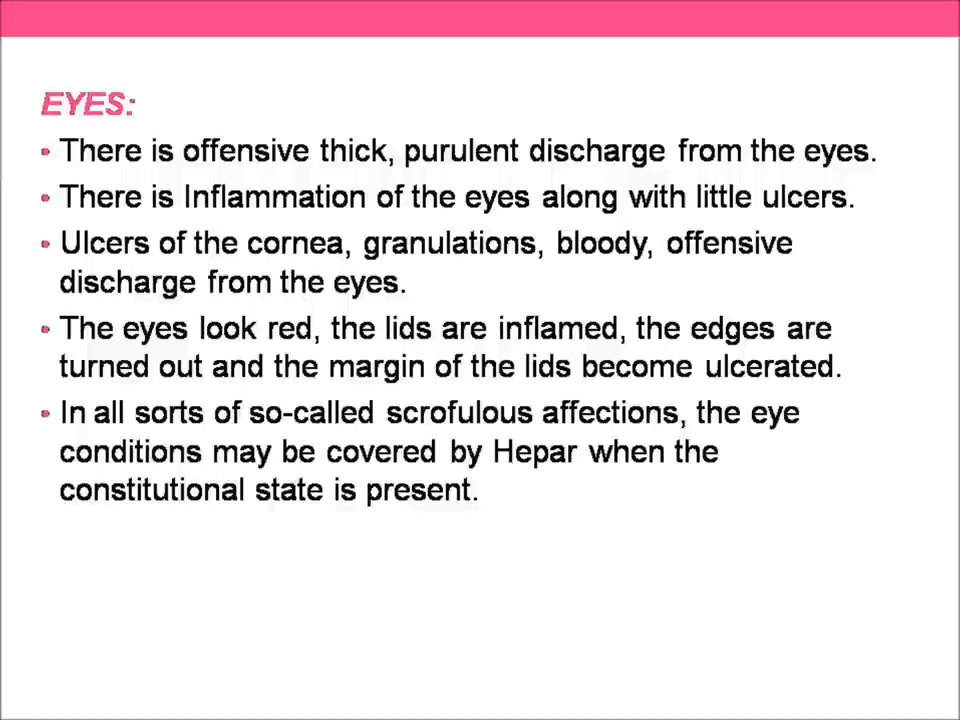 EYES:
• There is offensive thick, purulent discharge from the eyes.
• There is Inflammation of the eyes along with little ulcers.
• Ulcers of the cornea, granulations, bloody, offensive
discharge from the eyes.
• The eyes look red, the lids are inflamed, the edges are
turned out and the margin of the lids become ulcerated.
• In all sorts of so-called scrofulous affections, the eye
conditions may be covered by Hepar when the
constitutional state is present.